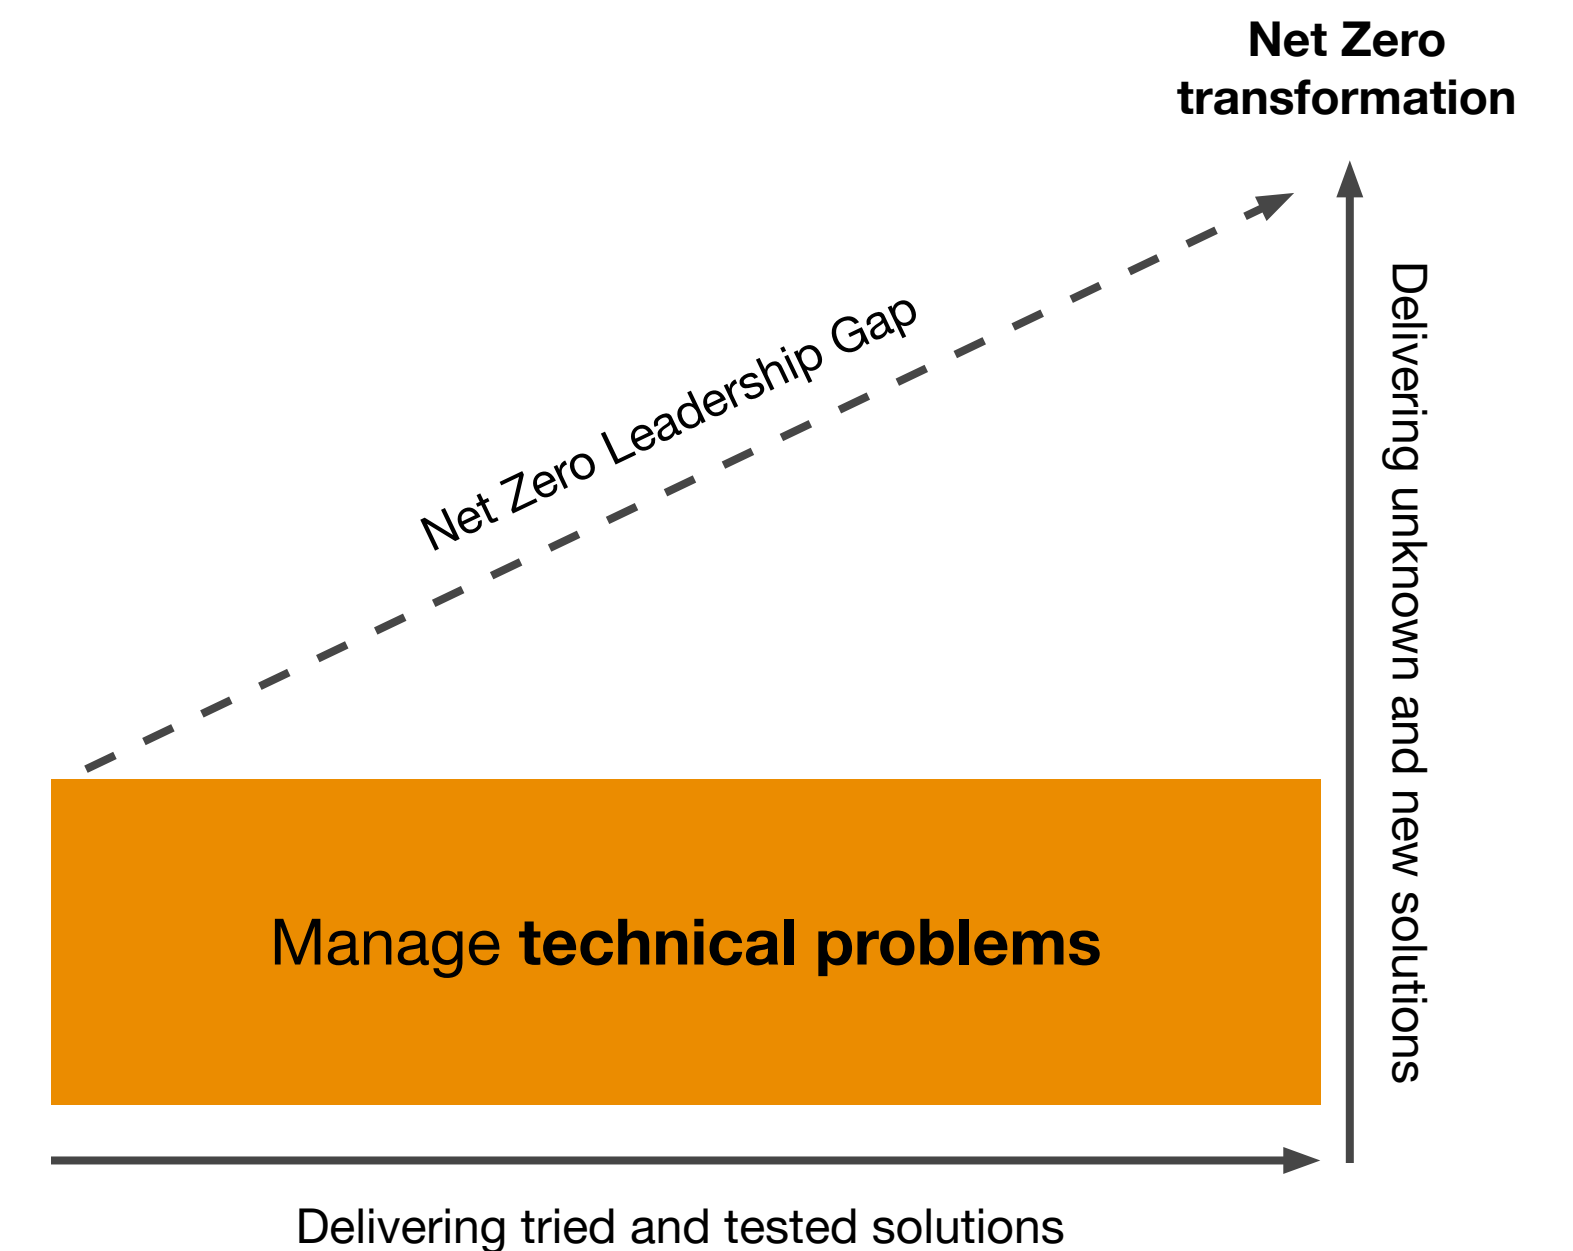 Net Zero
transformation
Net Zero Leadership Gap
Delivering unknown and new solutions
Manage technical problems
Delivering tried and tested solutions